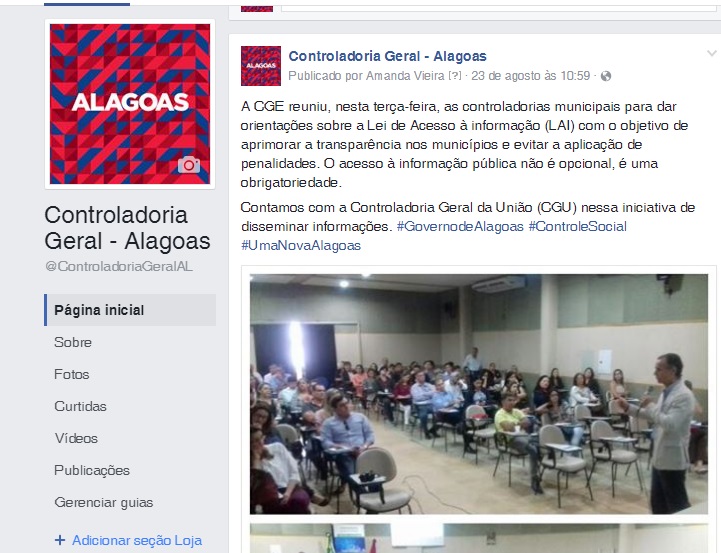 ALAGOAS
Controladoria
Geral - Alagoas
@ControladoriaGeralAL
Página inicial
Sobre
Fotos
Curtidas
Vídeos
Publicações
Gerenciar guias
+ Adicionar seção Loja
ALAGOAS
Controladoria Geral - Alagoas
Publicado por Amanda Vieira [?] · 23 de agosto às 10:59 ·
A CGE reuniu, nesta terça-feira, as controladorias municipais para dar
orientações sobre a Lei de Acesso à informação (LAI) com o objetivo de
aprimorar a transparência nos municípios e evitar a aplicação de
penalidades. O acesso à informação pública não é opcional, é uma
obrigatoriedade.
Contamos com a Controladoria Geral da União (CGU) nessa iniciativa de
disseminar informações. #GovernodeAlagoas #ControleSocial
#UmaNovaAlagoas